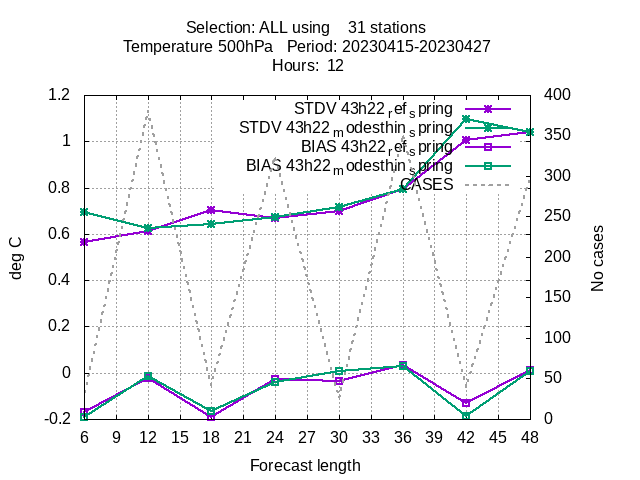 Selection: ALL using    31 stations
Temperature 500hPa   Period: 20230415-20230427
Hours:  12
STDV 43h22_ref_spring
STDV 43h22_modesthin_spring
BIAS 43h22_ref_spring
BIAS 43h22_modesthin_spring
CASES
1.2
1
0.8
0.6
0.4
0.2
0
-0.2
deg C
400
350
300
250
200
150
100
50
0
No cases
6 9 12 15 18 21 24 27 30 33 36 39 42 45 48
Forecast length